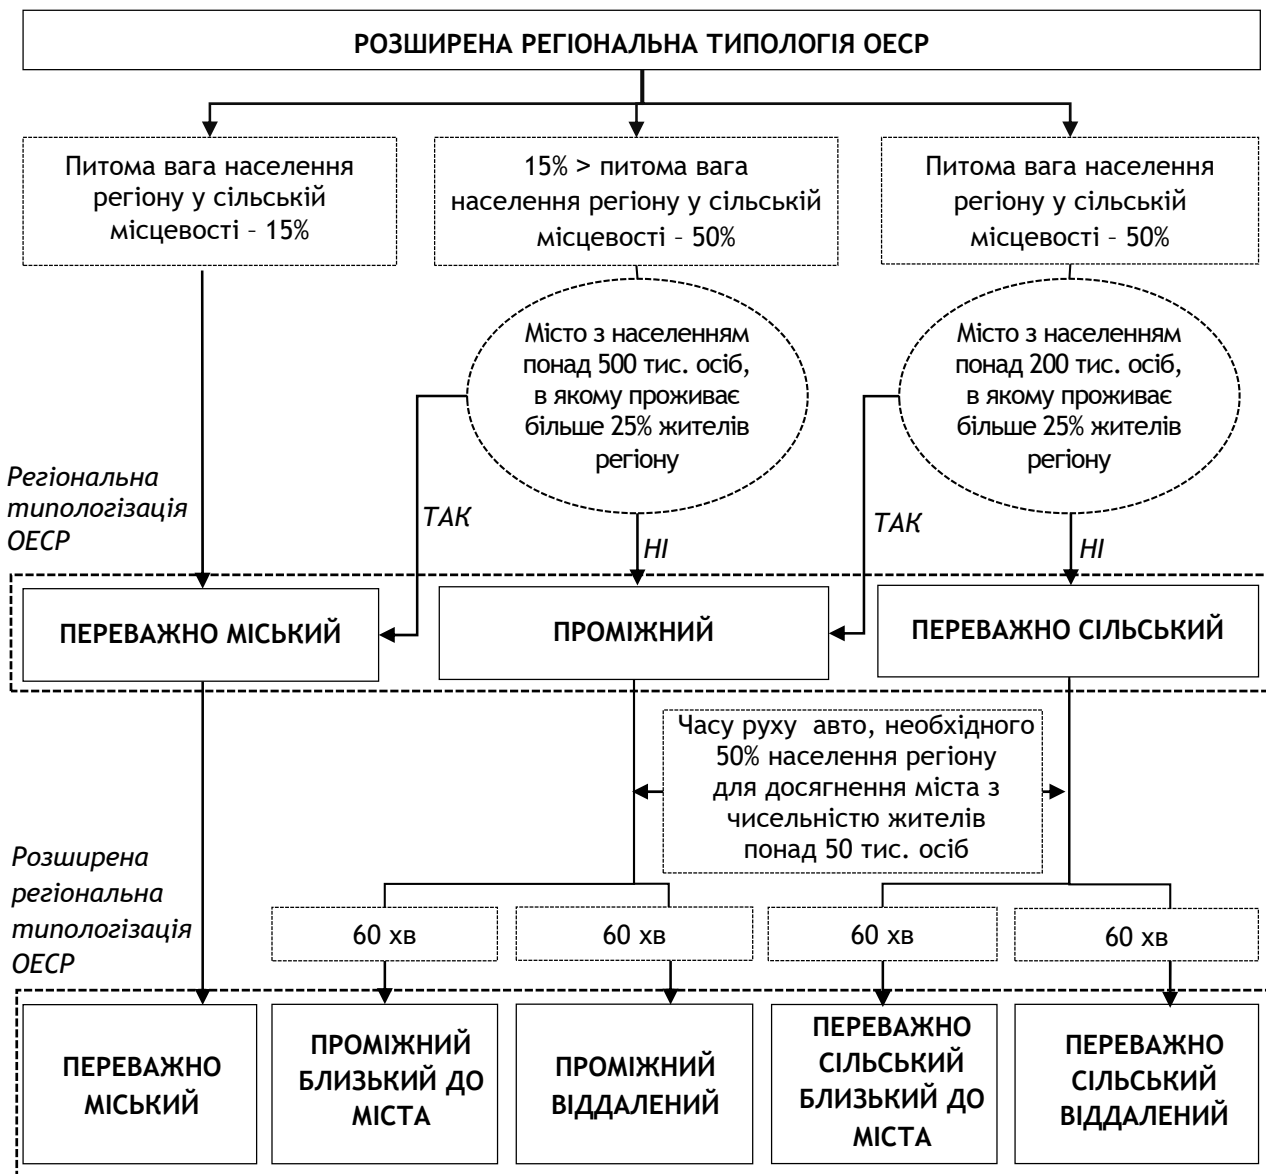 РОЗШИРЕНА РЕГІОНАЛЬНА ТИПОЛОГІЯ ОЕСР
Питома вага населення
регіону у сільській
місцевості – 15%
15% > питома вага
населення регіону у сільській
місцевості – 50%
Питома вага населення
регіону у сільській
місцевості – 50%
Місто з населенням
понад 500 тис. осіб,
в якому проживає
більше 25% жителів
регіону
Місто з населенням
понад 200 тис. осіб,
в якому проживає
більше 25% жителів
регіону
Регіональна
типологізація
ОЕСР
ТАК
НІ
ТАК
НІ
ПЕРЕВАЖНО МІСЬКИЙ
ПРОМІЖНИЙ
ПЕРЕВАЖНО СІЛЬСЬКИЙ
Часу руху авто, необхідного
50% населення регіону
для досягнення міста з
чисельністю жителів
понад 50 тис. осіб
Розширена
регіональна
типологізація
ОЕСР
60 хв
60 хв
60 хв
60 хв
ПЕРЕВАЖНО
МІСЬКИЙ
ПРОМІЖНИЙ
БЛИЗЬКИЙ ДО
МІСТА
ПРОМІЖНИЙ
ВІДДАЛЕНИЙ
ПЕРЕВАЖНО
СІЛЬСЬКИЙ
БЛИЗЬКИЙ ДО
МІСТА
ПЕРЕВАЖНО
СІЛЬСЬКИЙ
ВІДДАЛЕНИЙ